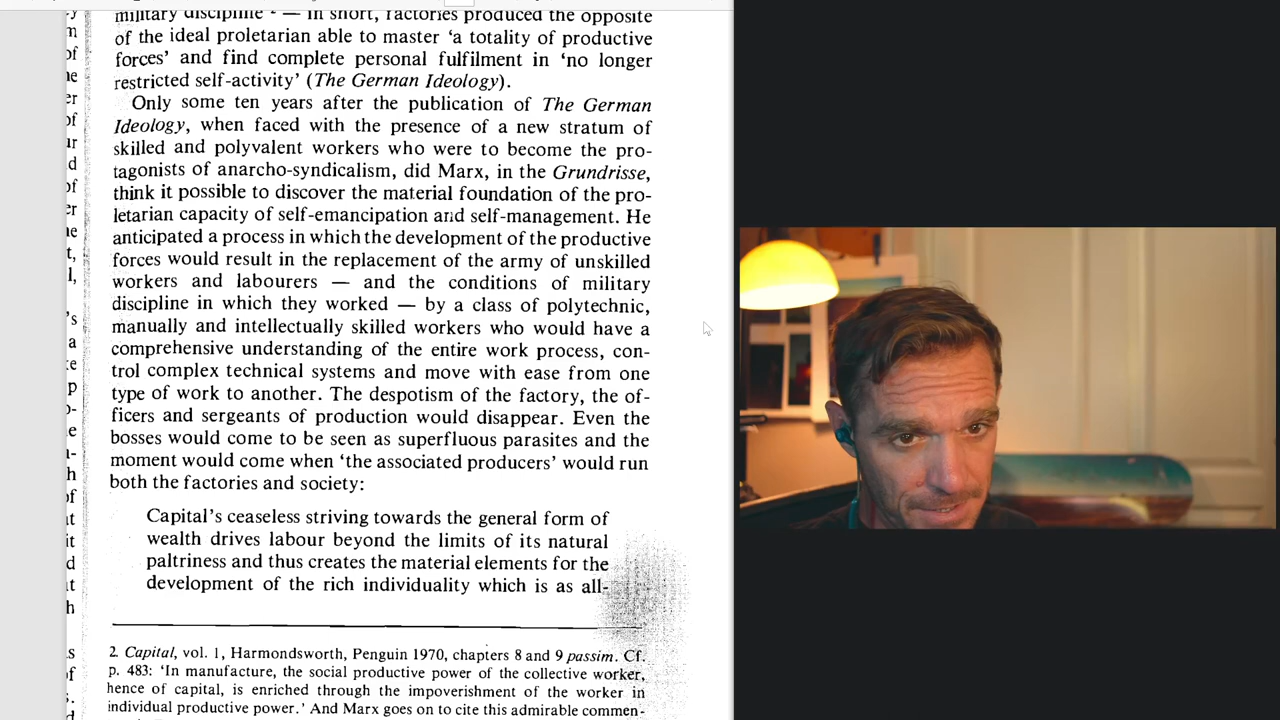 military discipline 2 — in short, factories produced the opposite
of the ideal proletarian able to master ‘a totality of productive
forces’ and find complete personal fulfilment in ‘no longer
restricted self-activity’ (The German Ideology).
Only some ten years after the publication of The German
Ideology, when faced with the presence of a new stratum of
skilled and polyvalent workers who were to become the pro-
tagonists of anarcho-syndicalism, did Marx, in the Grundrisse,
think it possible to discover the material foundation of the pro-
letarian capacity of self-emancipation and self-management. He
anticipated a process in which the development of the productive
forces would result in the replacement of the army of unskilled
workers and labourers — and the conditions of military
discipline in which they worked — by a class of polytechnic,
manually and intellectually skilled workers who would have a
comprehensive understanding of the entire work process, con-
trol complex technical systems and move with ease from one
type of work to another. The despotism of the factory, the of-
ficers and sergeants of production would disappear. Even the
bosses would come to be seen as superfluous parasites and the
moment would come when ‘the associated producers’ would run
both the factories and society:
Capital’s ceaseless striving towards the general form of
wealth drives labour beyond the limits of its natural
paltriness and thus creates the material elements for the
development of the rich individuality which is as all-
2. Capital, vol. 1, Harmondsworth, Penguin 1970, chapters 8 and 9 passim. Cf.
p. 483: ‘In manufacture, the social productive power of the collective worker,
hence of capital, is enriched through the impoverishment of the worker in
individual productive power.’ And Marx goes on to cite this admirable commen-